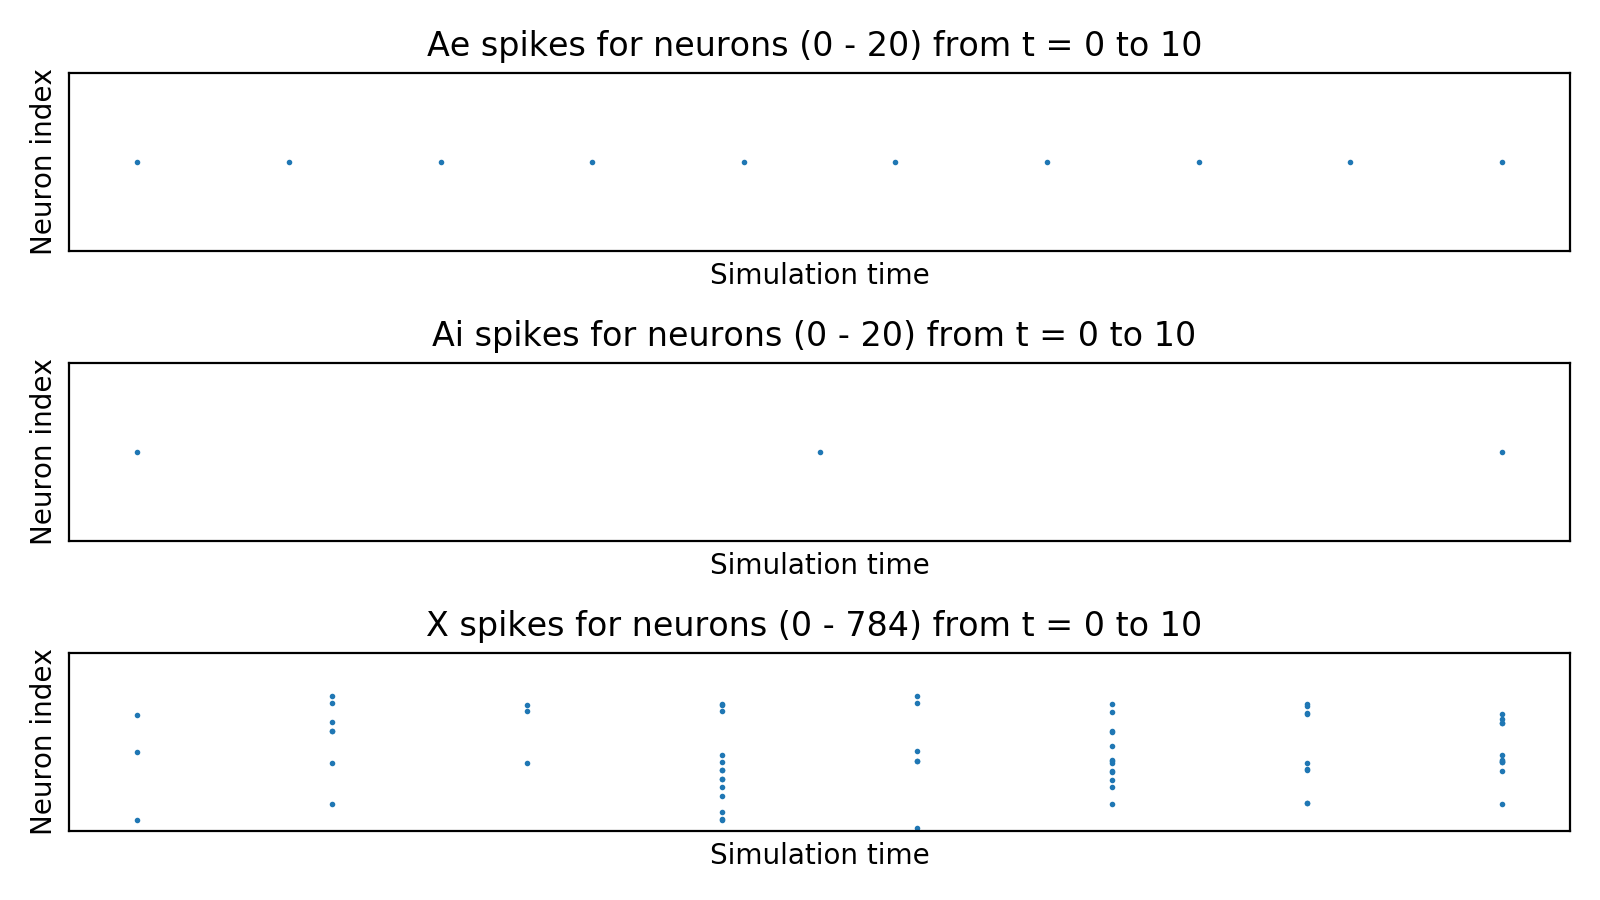 Ae spikes for neurons (0 - 20) from t = 0 to 10
Neuron index
Simulation time
Ai spikes for neurons (0 - 20) from t = 0 to 10
Neuron index
Simulation time
X spikes for neurons (0 - 784) from t = 0 to 10
Neuron index
Simulation time